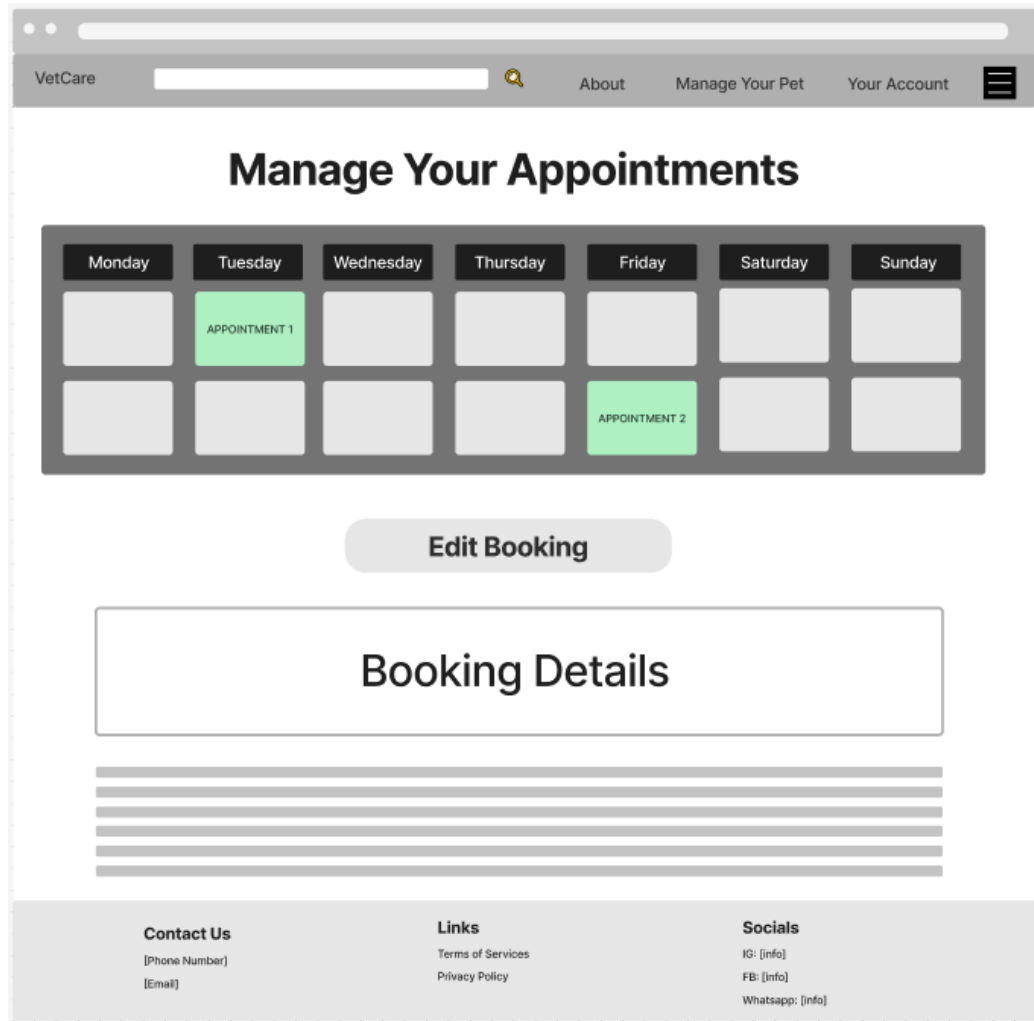 VetCare About Manage Your Pet Your Account
Manage Your Appointments
Monday Tuesday Wednesday Thursday Friday Saturday Sunday
APPOINTMENT 1
APPOINTMENT 2
Edit Booking
Booking Details
Contact Us
[Phone Number]
[Email]
Links
Terms of Services
Privacy Policy
Socials
IG: [info]
FB: [info]
Whatsapp: [info]